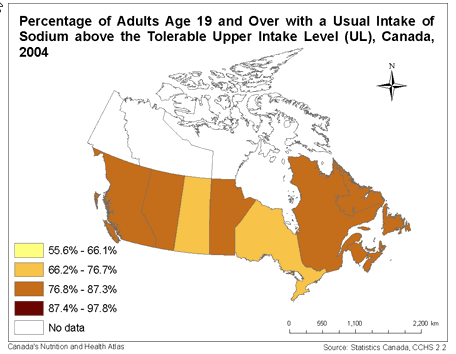 Percentage of Adults Age 19 and Over with a Usual Intake of
Sodium above the Tolerable Upper Intake Level (UL), Canada,
2004
N
55.6% - 66.1%
66.2% - 76.7%
76.8% - 87.3%
87.4% - 97.8%
No data
0 550 1,100 2,200 km
Canada's Nutrition and Health Atlas
Source: Statistics Canada, CCHS 2.2